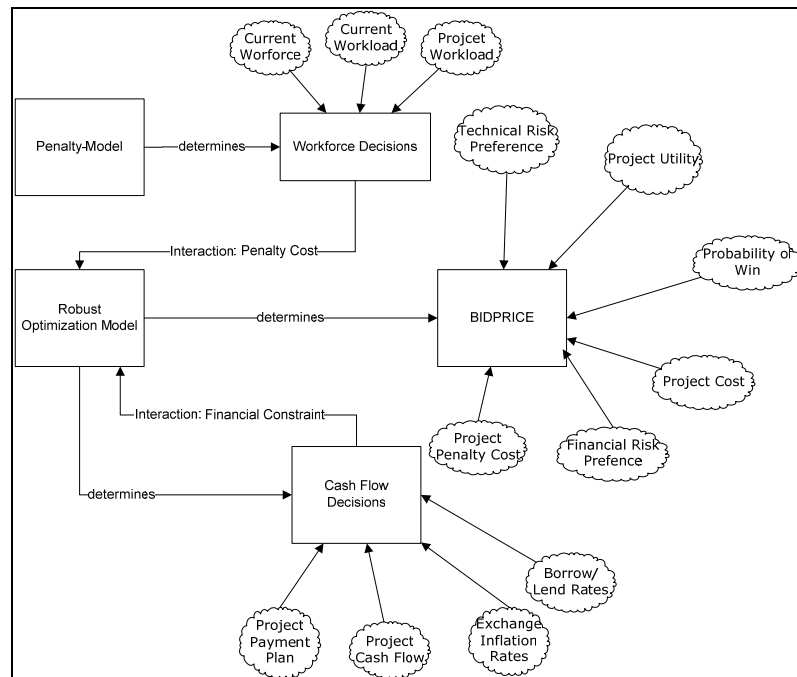 Current
Worforce
Current
Workload
Projcet
Workload
Penalty-Model
determines
Workforce Decisions
Technical Risk
Preference
Project Utility
Interaction: Penalty Cost
Probability of
Win
Robust
Optimization Model
determines
BIDPRICE
Project Cost
Interaction: Financial Constraint
Project
Penalty Cost
Financial Risk
Prefence
determines
Cash Flow
Decisions
Borrow/
Lend Rates
Project
Payment
Plan
Project
Cash Flow
Exchange
Inflation
Rates